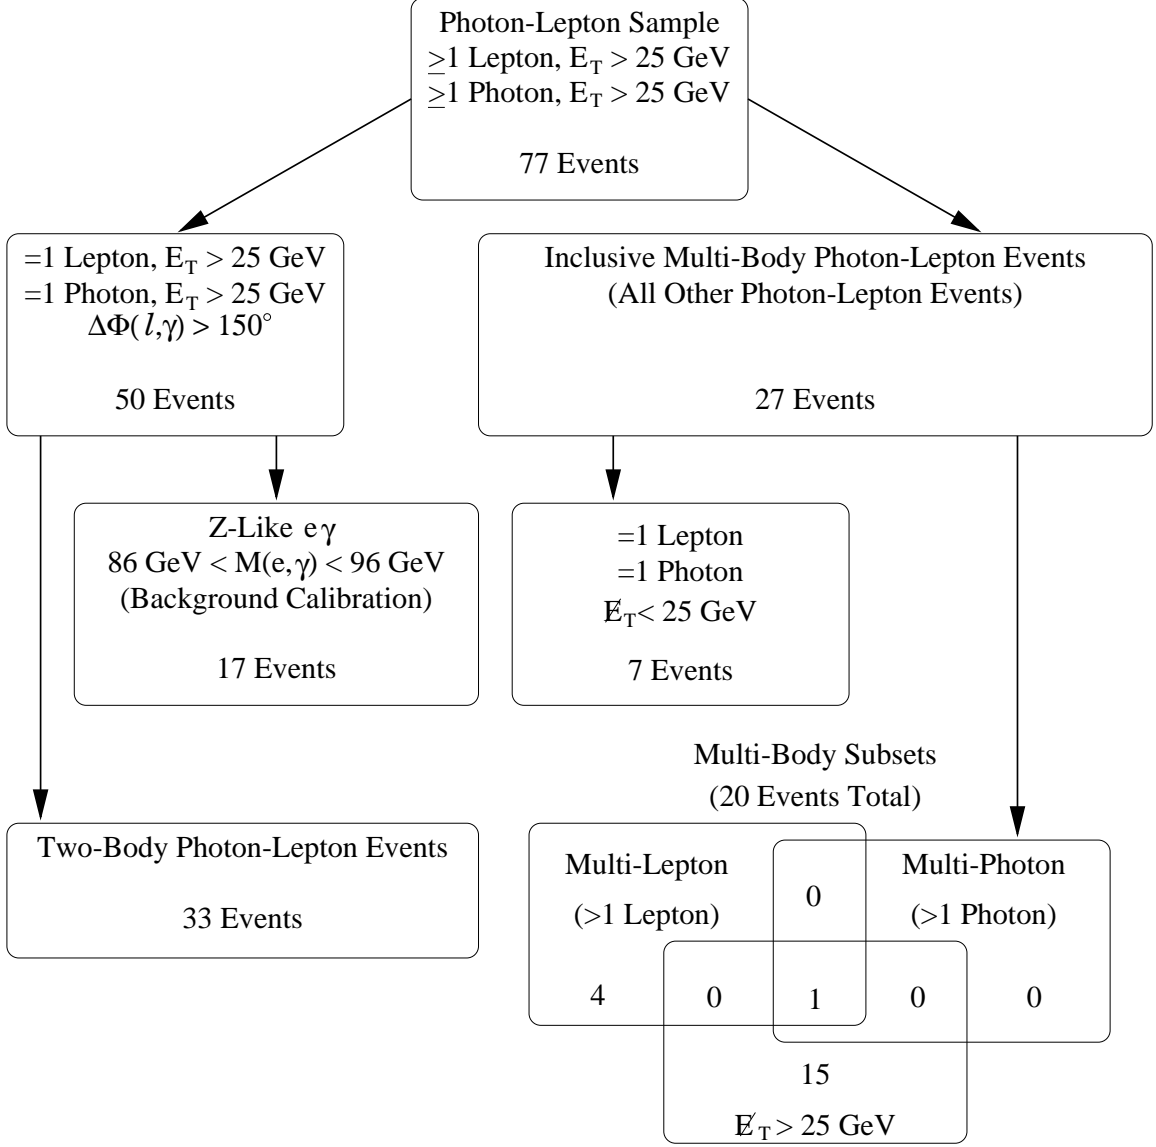 Photon-Lepton Sample
≥1 Lepton, E_T > 25 GeV
≥1 Photon, E_T > 25 GeV
77 Events
=1 Lepton, E_T > 25 GeV
=1 Photon, E_T > 25 GeV
ΔΦ(l,γ) > 150°
50 Events
Inclusive Multi-Body Photon-Lepton Events
(All Other Photon-Lepton Events)
27 Events
Z-Like eγ
86 GeV < M(e,γ) < 96 GeV
(Background Calibration)
17 Events
=1 Lepton
=1 Photon
E̸_T < 25 GeV
7 Events
Two-Body Photon-Lepton Events
33 Events
Multi-Body Subsets
(20 Events Total)
Multi-Lepton
(>1 Lepton)
0
Multi-Photon
(>1 Photon)
4 0 1 0 0
15
E̸_T > 25 GeV